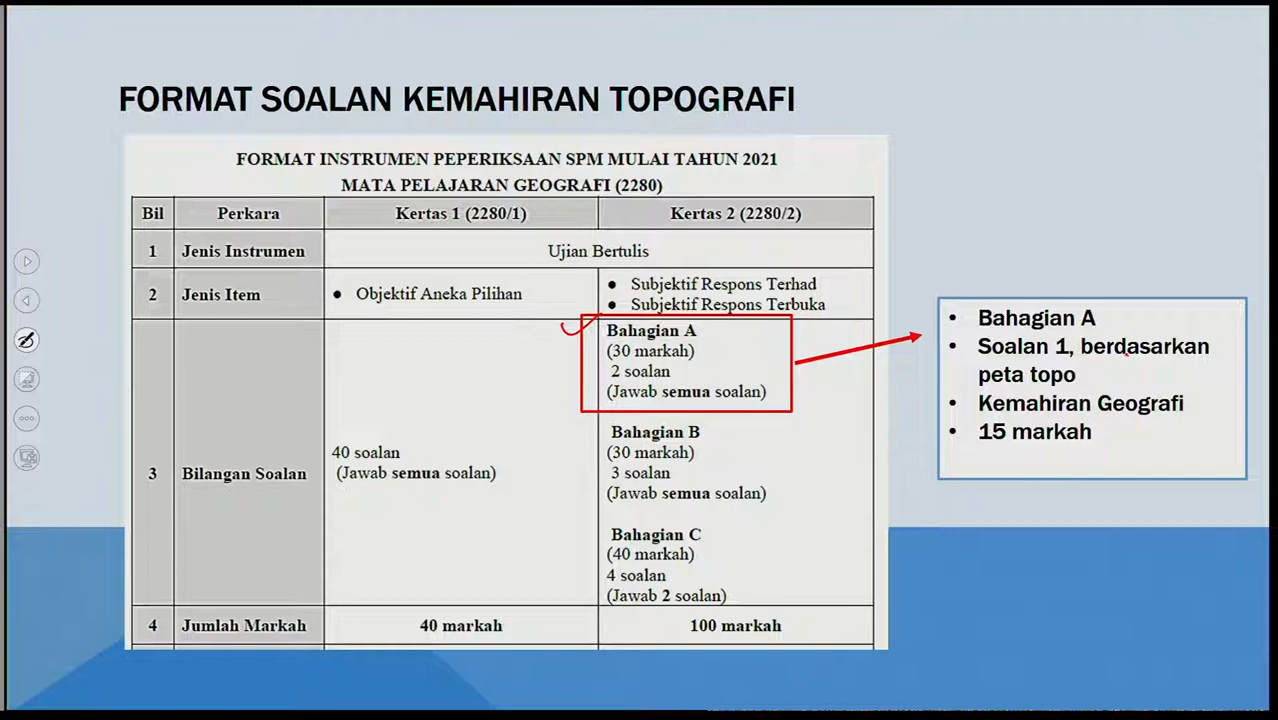 FORMAT SOALAN KEMAHIRAN TOPOGRAFI
FORMAT INSTRUMEN PEPERIKSAAN SPM MULAI TAHUN 2021
MATA PELAJARAN GEOGRAFI (2280)
Bil Perkara Kertas 1 (2280/1) Kertas 2 (2280/2)
1 Jenis Instrumen Ujian Bertulis
2 Jenis Item
• Objektif Aneka Pilihan
• Subjektif Respons Terhad
• Subjektif Respons Terbuka
3 Bilangan Soalan
40 soalan
(Jawab semua soalan)
Bahagian A
(30 markah)
2 soalan
(Jawab semua soalan)
Bahagian B
(30 markah)
3 soalan
(Jawab semua soalan)
Bahagian C
(40 markah)
4 soalan
(Jawab 2 soalan)
4 Jumlah Markah 40 markah 100 markah
• Bahagian A
• Soalan 1, berdasarkan
peta topo
• Kemahiran Geografi
• 15 markah